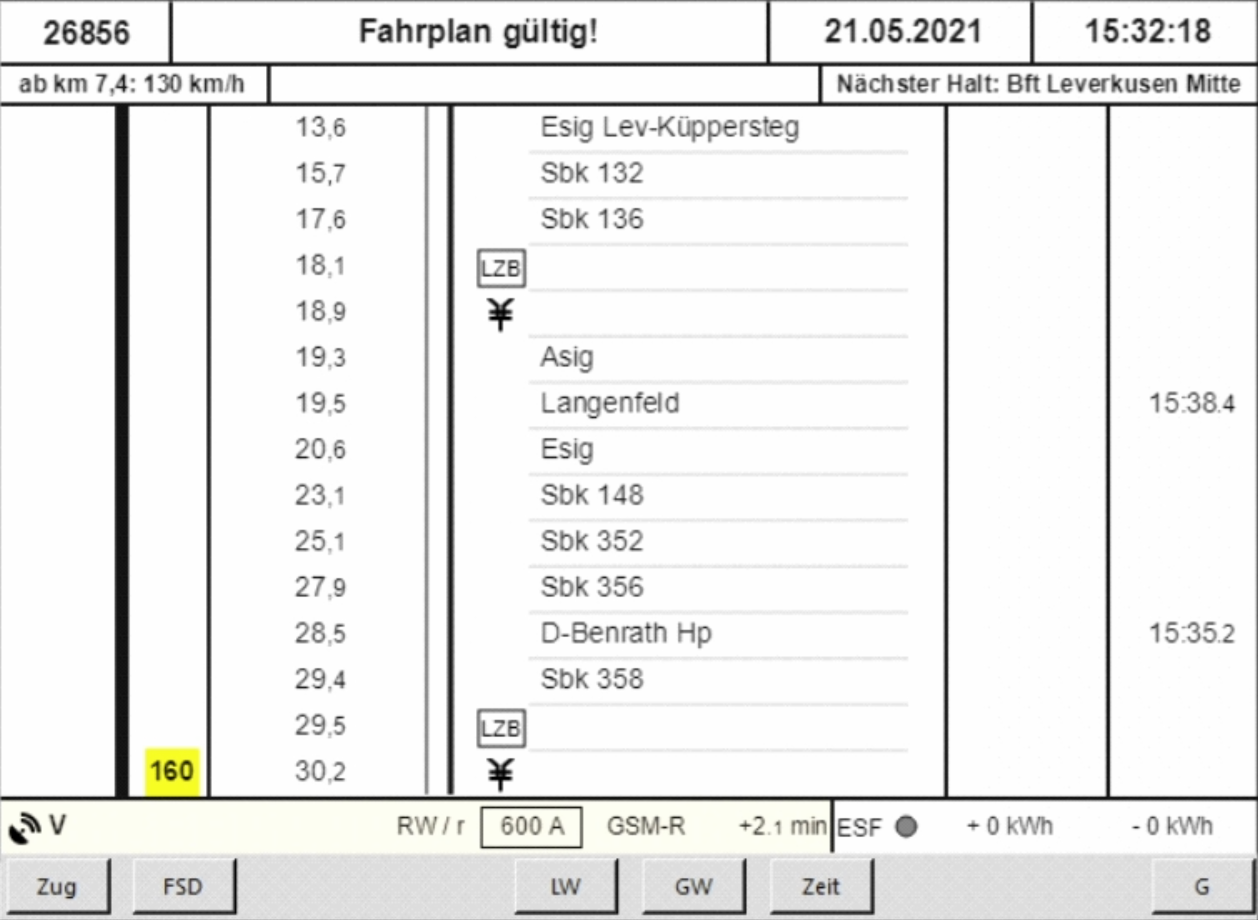 26856 Fahrplan gültig! 21.05.2021 15:32:18
ab km 7,4: 130 km/h Nächster Halt: Bft Leverkusen Mitte
13,6 Esig Lev-Küppersteg
15,7 Sbk 132
17,6 Sbk 136
18,1 LZB
18,9 ¥
19,3 Asig
19,5 Langenfeld 15:38.4
20,6 Esig
23,1 Sbk 148
25,1 Sbk 352
27,9 Sbk 356
28,5 D-Benrath Hp 15:35.2
29,4 Sbk 358
29,5 LZB
160 30,2 ¥
V RW / r 600 A GSM-R +2.1 min ESF + 0 kWh - 0 kWh
Zug FSD LW GW Zeit G